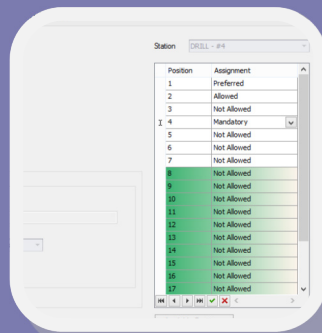 Station DRILL - #4
Position Assignment
1 Preferred
2 Allowed
3 Not Allowed
4 Mandatory
5 Not Allowed
6 Not Allowed
7 Not Allowed
8 Not Allowed
9 Not Allowed
10 Not Allowed
11 Not Allowed
12 Not Allowed
13 Not Allowed
14 Not Allowed
15 Not Allowed
16 Not Allowed
17 Not Allowed